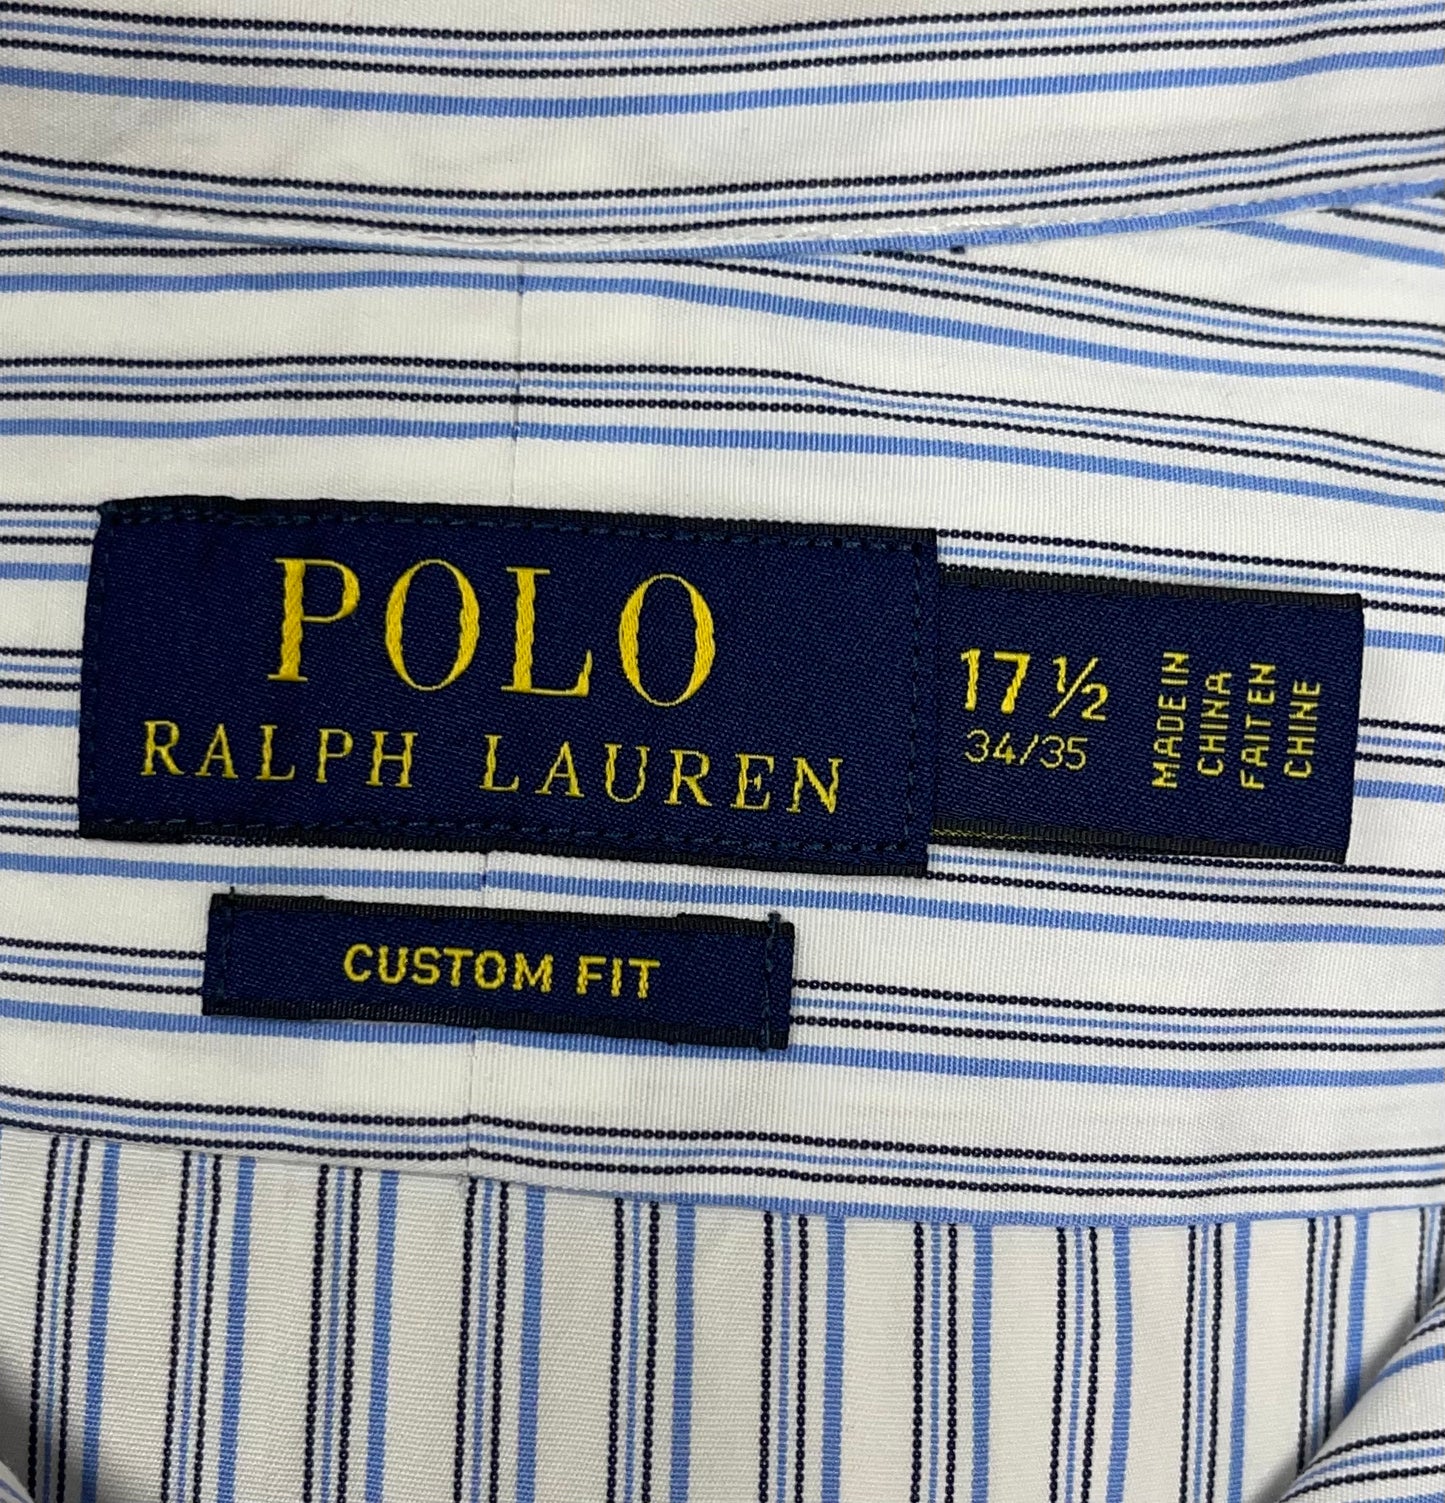 POLO
RALPH LAUREN
17 ½
34/35
MADE IN
CHINA
FAIT EN
CHINE
CUSTOM FIT